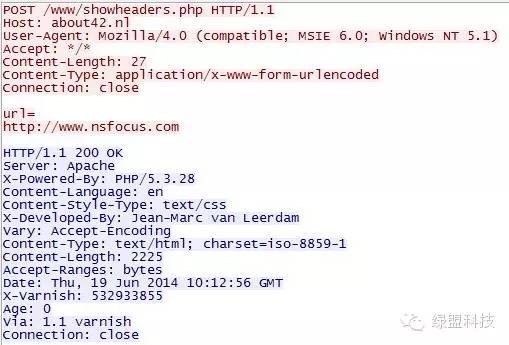 POST /www/showheaders.php HTTP/1.1
Host: about42.nl
User-Agent: Mozilla/4.0 (compatible; MSIE 6.0; Windows NT 5.1)
Accept: */*
Content-Length: 27
Content-Type: application/x-www-form-urlencoded
Connection: close
url=
http://www.nsfocus.com
HTTP/1.1 200 OK
Server: Apache
X-Powered-By: PHP/5.3.28
Content-Language: en
Content-Style-Type: text/css
X-Developed-By: Jean-Marc van Leerdam
Vary: Accept-Encoding
Content-Type: text/html; charset=iso-8859-1
Content-Length: 2225
Accept-Ranges: bytes
Date: Thu, 19 Jun 2014 10:12:56 GMT
X-Varnish: 532933855
Age: 0
Via: 1.1 varnish
Connection: close
绿盟科技